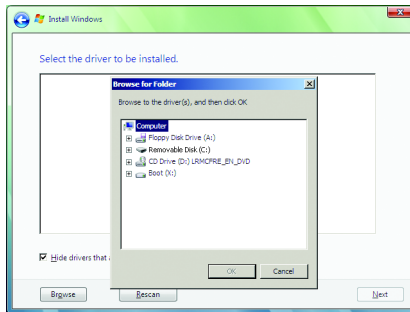 Install Windows
Select the driver to be installed.
Browse for Folder
Browse to the driver(s), and then click OK
Computer
Floppy Disk Drive (A:)
Removable Disk (C:)
CD Drive (D:) LRMCFRE_EN_DVD
Boot (X:)
Hide drivers that
OK
Cancel
Browse
Rescan
Next